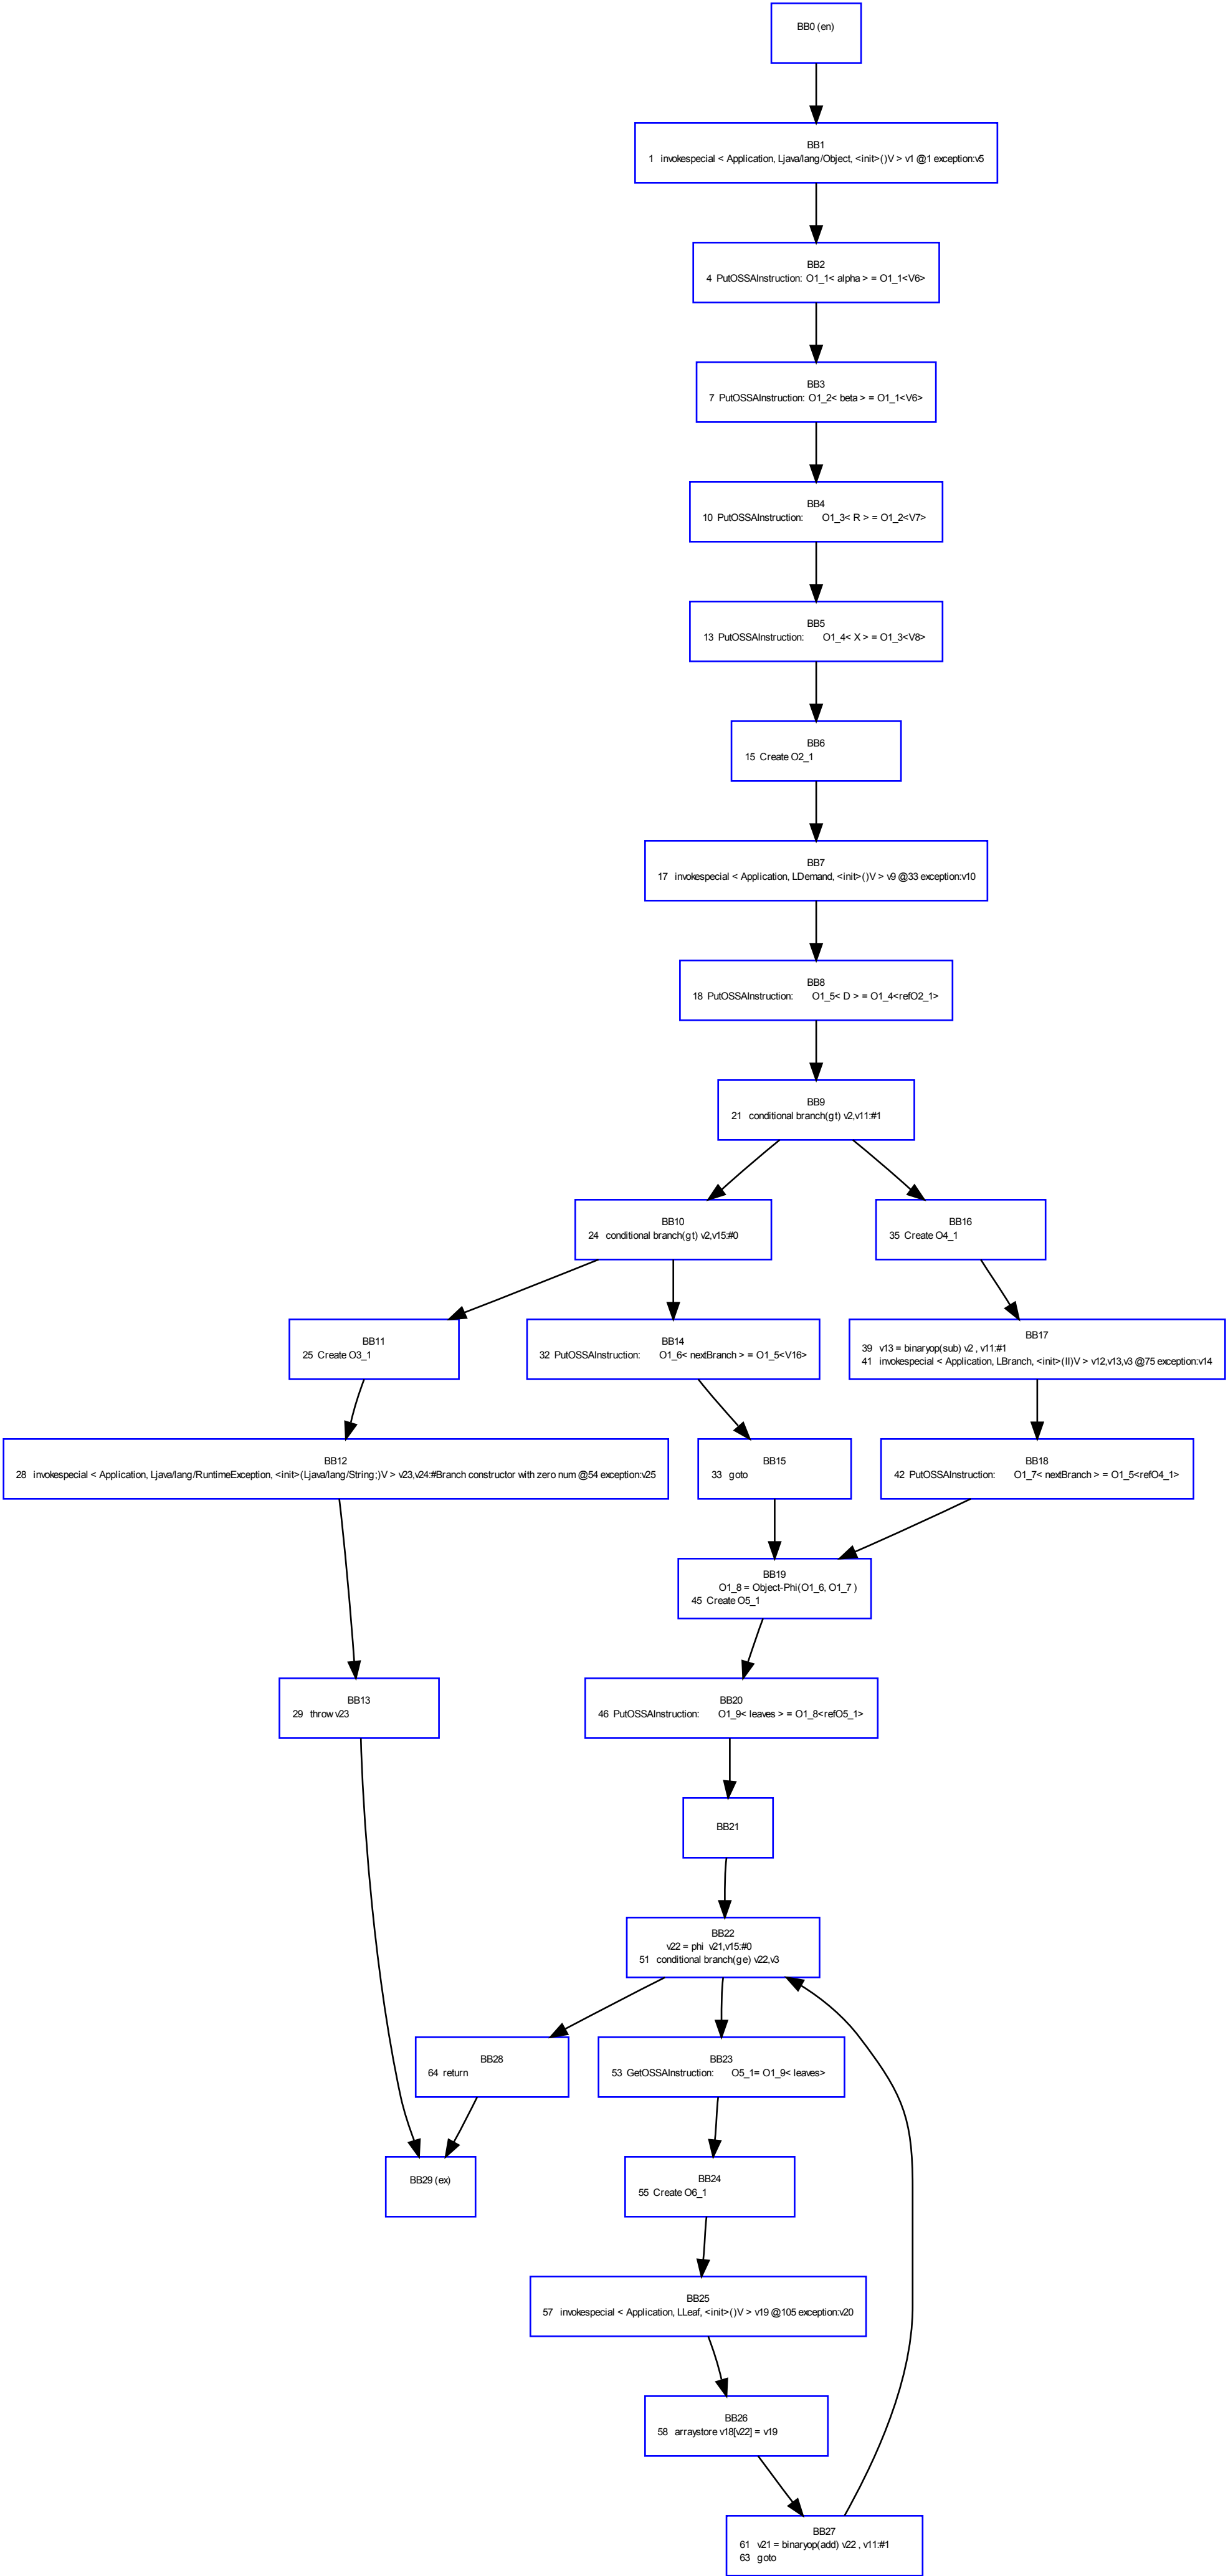 BB0 (en)
BB1
1 invokespecial < Application, Ljava/lang/Object, <init>()V > v1 @1 exception:v5
BB2
4 PutOSSAInstruction: O1_1< alpha > = O1_1<V6>
BB3
7 PutOSSAInstruction: O1_2< beta > = O1_1<V6>
BB4
10 PutOSSAInstruction: O1_3< R > = O1_2<V7>
BB5
13 PutOSSAInstruction: O1_4< X > = O1_3<V8>
BB6
15 Create O2_1
BB7
17 invokespecial < Application, LDemand, <init>()V > v9 @33 exception:v10
BB8
18 PutOSSAInstruction: O1_5< D > = O1_4<refO2_1>
BB9
21 conditional branch(gt) v2,v11:#1
BB10
24 conditional branch(gt) v2,v15:#0
BB16
35 Create O4_1
BB11
25 Create O3_1
BB14
32 PutOSSAInstruction: O1_6< nextBranch > = O1_5<V16>
BB17
39 v13 = binaryop(sub) v2 , v11:#1
41 invokespecial < Application, LBranch, <init>(II)V > v12,v13,v3 @75 exception:v14
BB12
28 invokespecial < Application, Ljava/lang/RuntimeException, <init>(Ljava/lang/String;)V > v23,v24:#Branch constructor with zero num @54 exception:v25
BB15
33 goto
BB18
42 PutOSSAInstruction: O1_7< nextBranch > = O1_5<refO4_1>
BB19
O1_8 = Object-Phi(O1_6, O1_7 )
45 Create O5_1
BB13
29 throw v23
BB20
46 PutOSSAInstruction: O1_9< leaves > = O1_8<refO5_1>
BB21
BB22
v22 = phi v21,v15:#0
51 conditional branch(ge) v22,v3
BB28
64 return
BB23
53 GetOSSAInstruction: O5_1= O1_9< leaves>
BB29 (ex)
BB24
55 Create O6_1
BB25
57 invokespecial < Application, LLeaf, <init>()V > v19 @105 exception:v20
BB26
58 arraystore v18[v22] = v19
BB27
61 v21 = binaryop(add) v22 , v11:#1
63 goto